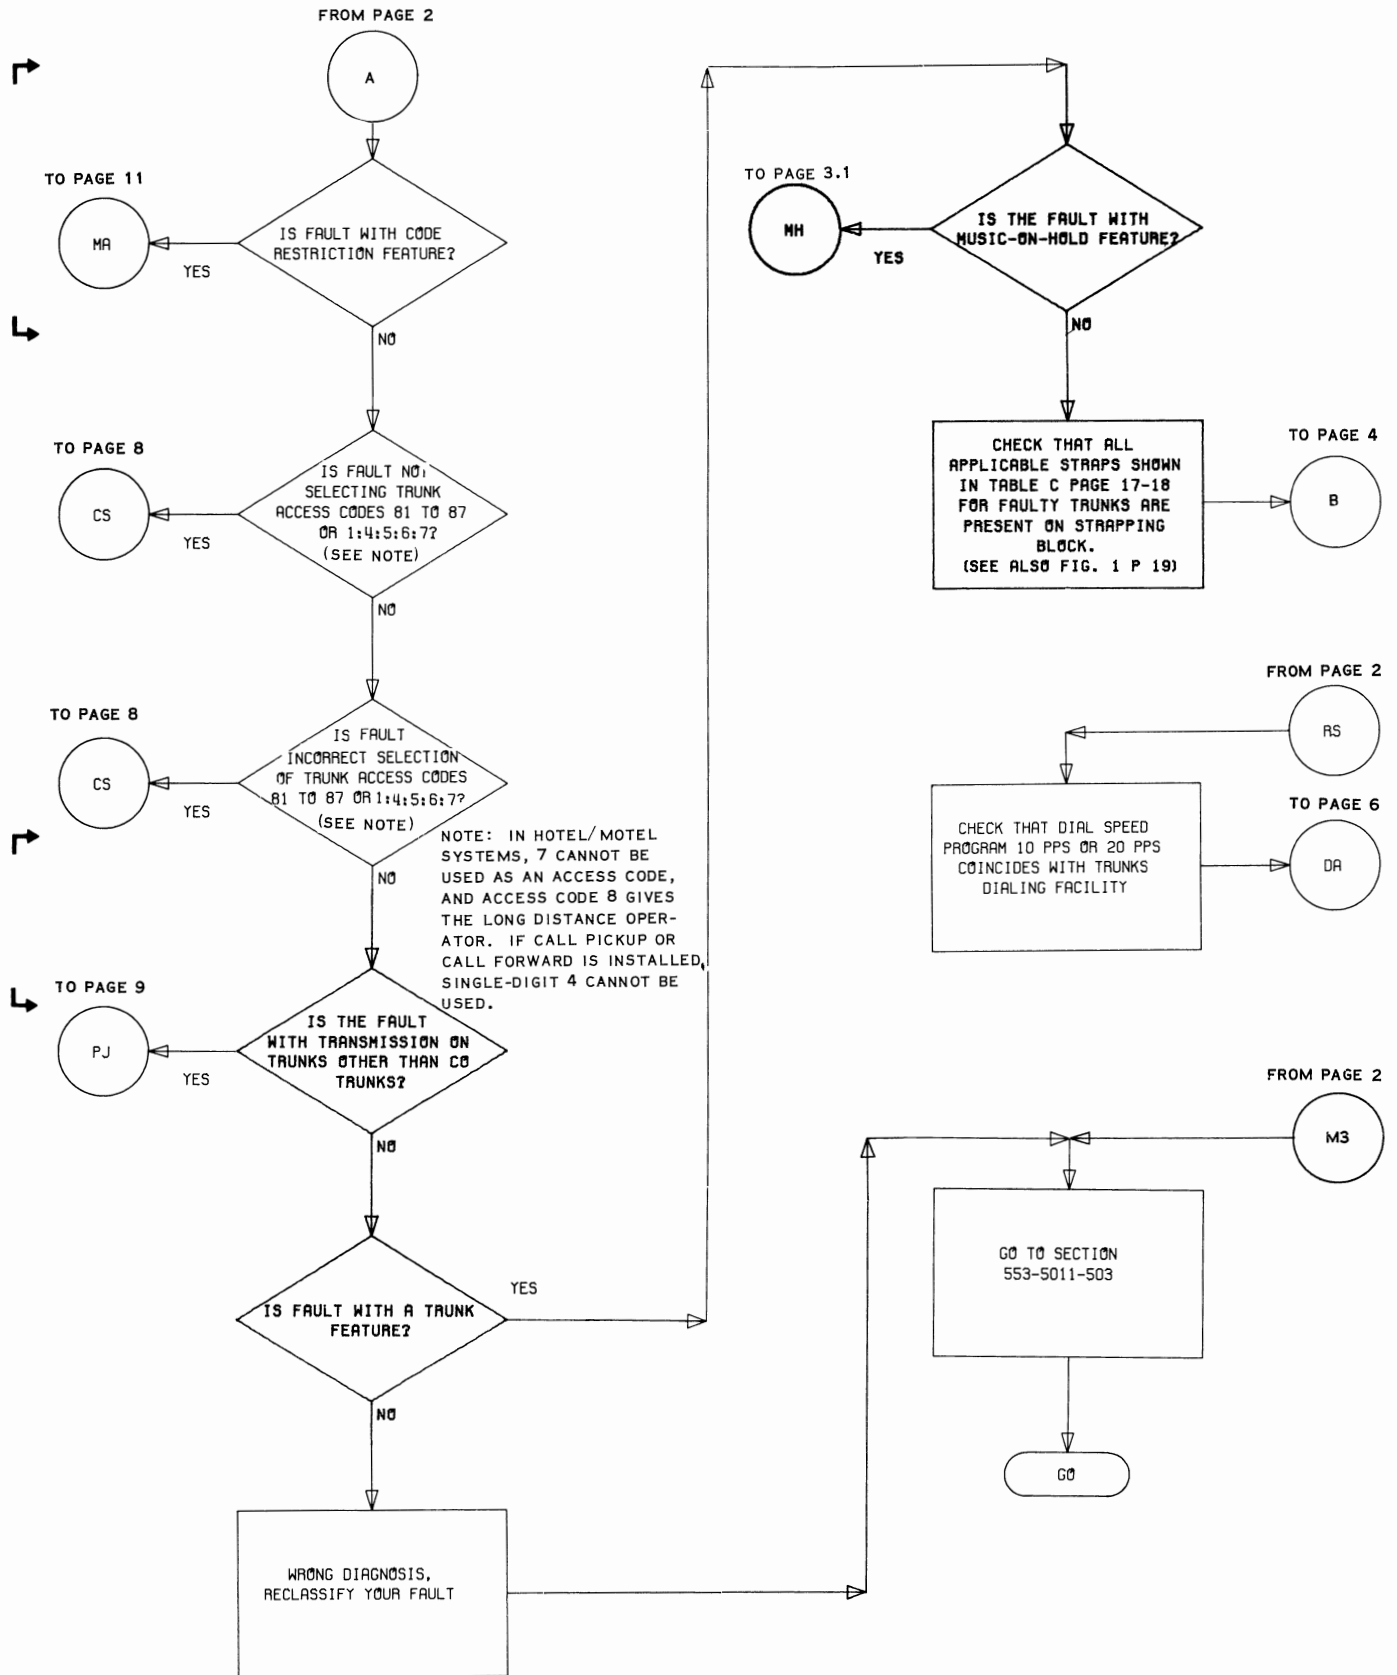 FROM PAGE 2
A
TO PAGE 11
MA
YES
IS FAULT WITH CODE
RESTRICTION FEATURE?
NO
TO PAGE 8
CS
YES
IS FAULT NOT
SELECTING TRUNK
ACCESS CODES 81 TO 87
OR 1:4:5:6:7?
(SEE NOTE)
NO
TO PAGE 8
CS
YES
IS FAULT
INCORRECT SELECTION
OF TRUNK ACCESS CODES
81 TO 87 OR 1:4:5:6:7?
(SEE NOTE)
NO
NOTE: IN HOTEL/MOTEL
SYSTEMS, 7 CANNOT BE
USED AS AN ACCESS CODE,
AND ACCESS CODE 8 GIVES
THE LONG DISTANCE OPER-
ATOR. IF CALL PICKUP OR
CALL FORWARD IS INSTALLED,
SINGLE-DIGIT 4 CANNOT BE
USED.
TO PAGE 9
PJ
YES
IS THE FAULT
WITH TRANSMISSION ON
TRUNKS OTHER THAN CO
TRUNKS?
NO
IS FAULT WITH A TRUNK
FEATURE?
YES
NO
WRONG DIAGNOSIS,
RECLASSIFY YOUR FAULT
TO PAGE 3.1
MH
YES
IS THE FAULT WITH
MUSIC-ON-HOLD FEATURE?
NO
CHECK THAT ALL
APPLICABLE STRAPS SHOWN
IN TABLE C PAGE 17-18
FOR FAULTY TRUNKS ARE
PRESENT ON STRAPPING
BLOCK.
(SEE ALSO FIG. 1 P 19)
TO PAGE 4
B
FROM PAGE 2
RS
CHECK THAT DIAL SPEED
PROGRAM 10 PPS OR 20 PPS
COINCIDES WITH TRUNKS
DIALING FACILITY
TO PAGE 6
DA
FROM PAGE 2
M3
GO TO SECTION
553-5011-503
GO